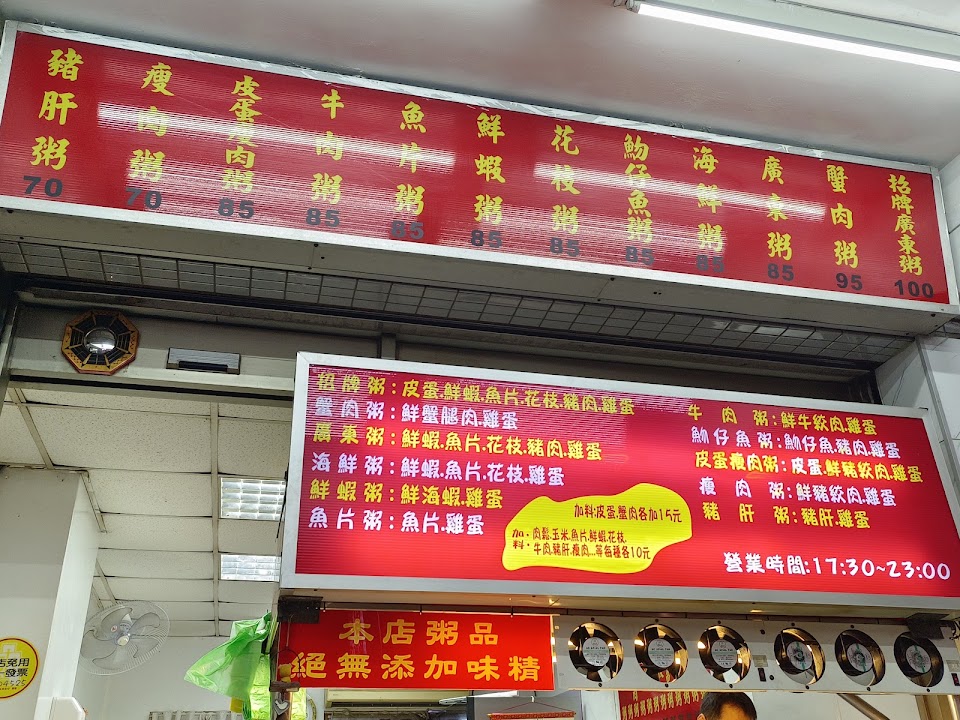 豬肝粥 70
瘦肉粥 70
皮蛋瘦肉粥 85
牛肉粥 85
魚片粥 85
鮮蝦粥 85
花枝粥 85
魩仔魚粥 85
海鮮粥 85
廣東粥 85
蟹肉粥 95
招牌廣東粥 100
招牌粥:皮蛋.鮮蝦.魚片.花枝.豬肉.雞蛋
蟹肉粥:鮮蟹腿肉.雞蛋
廣東粥:鮮蝦.魚片.花枝.豬肉.雞蛋
海鮮粥:鮮蝦.魚片.花枝.雞蛋
鮮蝦粥:鮮海蝦.雞蛋
魚片粥:魚片.雞蛋
牛肉粥:鮮牛絞肉.雞蛋
魩仔魚粥:魩仔魚.豬肉.雞蛋
皮蛋瘦肉粥:皮蛋.鮮豬絞肉.雞蛋
瘦肉粥:鮮豬絞肉.雞蛋
豬肝粥:豬肝.雞蛋
加料:皮蛋.蟹肉各加15元
加料:肉鬆.玉米.魚片.鮮蝦.花枝.
牛肉.豬肝.瘦肉...等每種各10元
營業時間:17:30~23:00
本店粥品
絕無添加味精
店免用
一發票